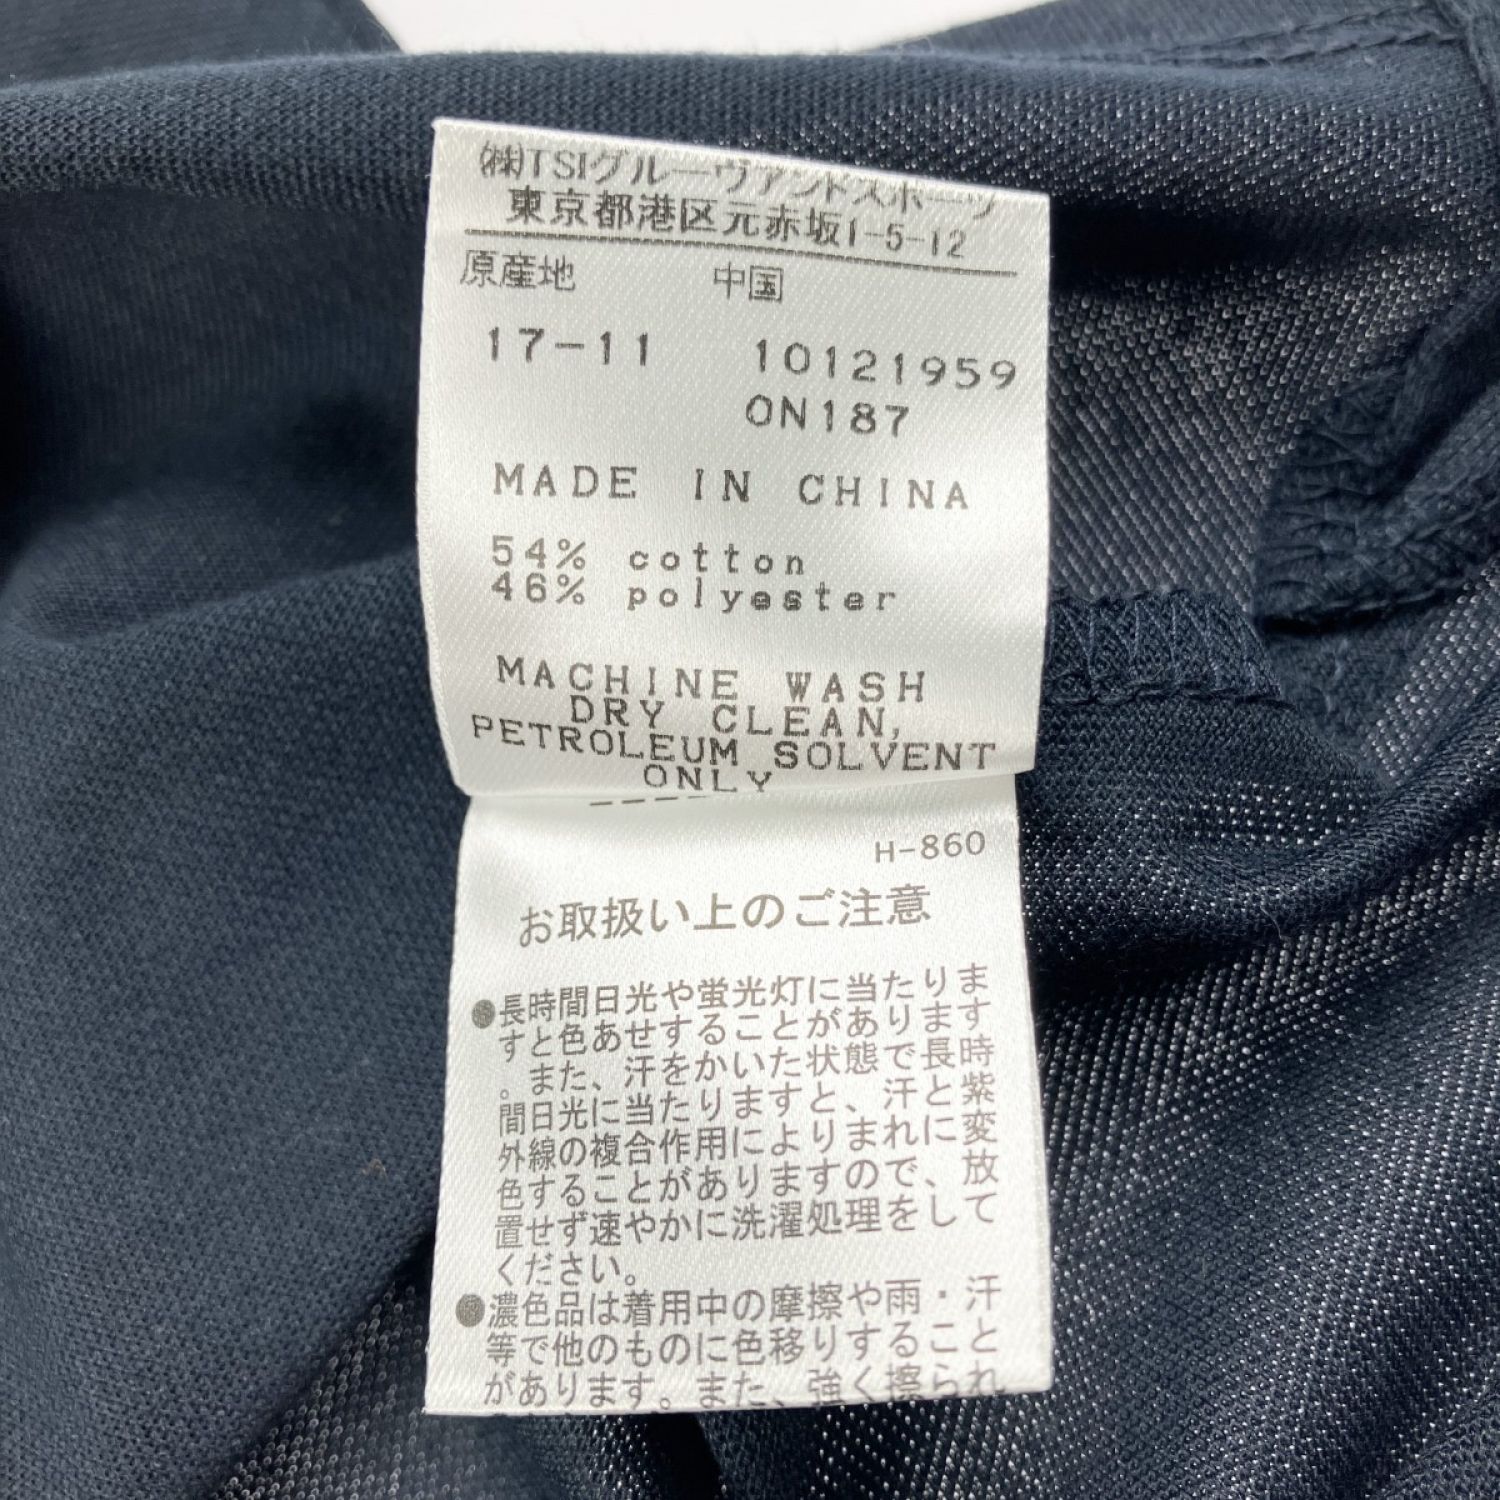 ㈱TSIグルーヴアンドスポーツ
東京都港区元赤坂1-5-12
原産地 中国
17-11 10121959
ON187
MADE IN CHINA
54% cotton
46% polyester
MACHINE WASH
DRY CLEAN,
PETROLEUM SOLVENT
ONLY
H-860
お取扱い上のご注意
●長時間日光や蛍光灯に当たりま
すと色あせすることがあります
。また、汗をかいた状態で長時
間日光に当たりますと、汗と紫
外線の複合作用によりまれに変
色することがありますので、放
置せず速やかに洗濯処理をして
ください。
●濃色品は着用中の摩擦や雨・汗
等で他のものに色移りすること
があります。また、強く擦られ